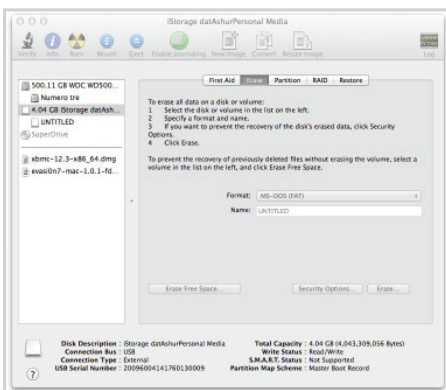 iStorage datAshurPersonal Media
Verify Info Burn Mount Eject Enable Journaling New Image Convert Resize Image Log
500.11 GB WDC WD500...
Numero tre
4.04 GB iStorage datAsh...
UNTITLED
SuperDrive
xbmc-12.3-x86_64.dmg
evasi0n7-mac-1.0.1-fd...
First Aid Erase Partition RAID Restore
To erase all data on a disk or volume:
1 Select the disk or volume in the list on the left.
2 Specify a format and name.
3 If you want to prevent the recovery of the disk's erased data, click Security
Options...
4 Click Erase.
To prevent the recovery of previously deleted files without erasing the volume, select a
volume in the list on the left, and click Erase Free Space.
Format: MS-DOS (FAT)
Name: UNTITLED
Erase Free Space... Security Options... Erase...
Disk Description : iStorage datAshurPersonal Media
Connection Bus : USB
Connection Type : External
USB Serial Number : 20096004141760130009
Total Capacity : 4.04 GB (4,043,309,056 Bytes)
Write Status : Read/Write
S.M.A.R.T. Status : Not Supported
Partition Map Scheme : Master Boot Record
?